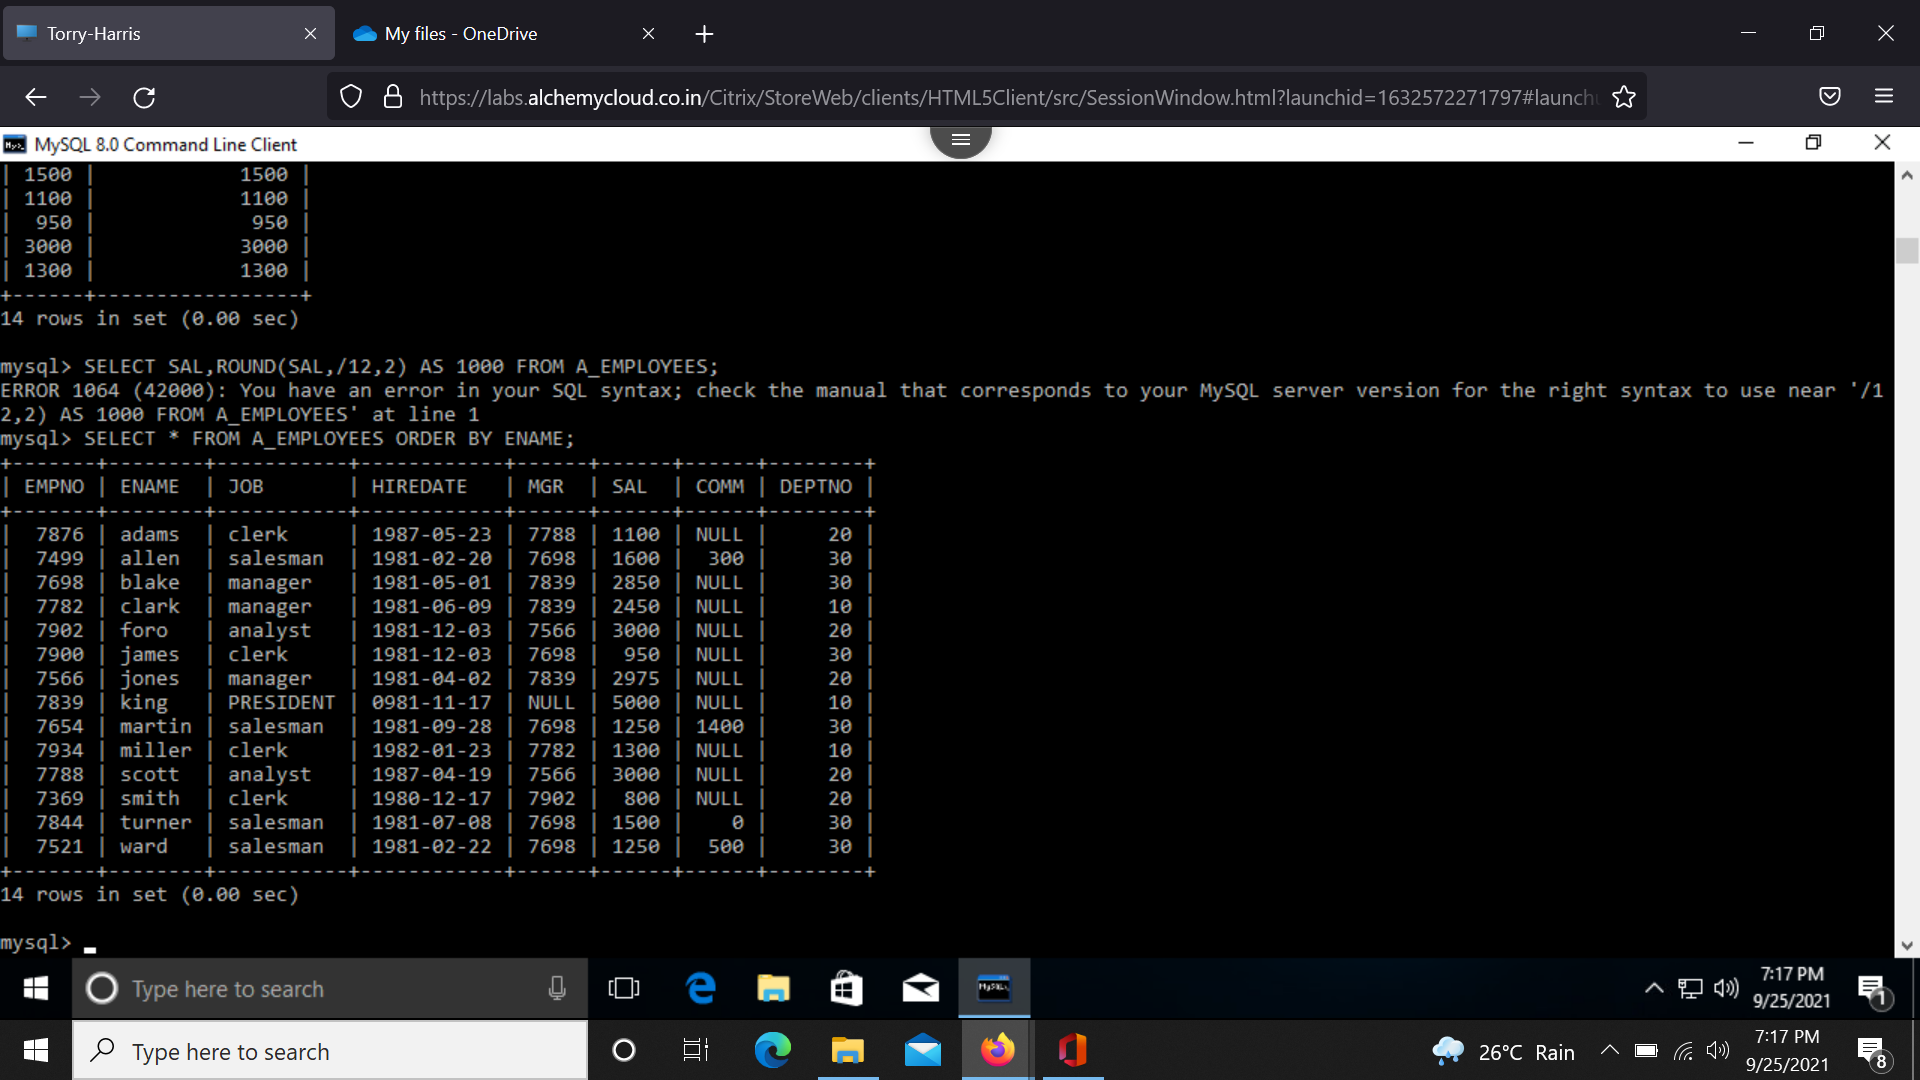 Torry-Harris
My files - OneDrive
https://labs.alchemycloud.co.in/Citrix/StoreWeb/clients/HTML5Client/src/SessionWindow.html?launchid=1632572271797#launch
MySQL 8.0 Command Line Client
| 1500 |            1500 |
| 1100 |            1100 |
|  950 |             950 |
| 3000 |            3000 |
| 1300 |            1300 |
+------+-----------------+
14 rows in set (0.00 sec)
mysql> SELECT SAL,ROUND(SAL,/12,2) AS 1000 FROM A_EMPLOYEES;
ERROR 1064 (42000): You have an error in your SQL syntax; check the manual that corresponds to your MySQL server version for the right syntax to use near '/1
2,2) AS 1000 FROM A_EMPLOYEES' at line 1
mysql> SELECT * FROM A_EMPLOYEES ORDER BY ENAME;
+-------+--------+-----------+------------+------+------+------+--------+
| EMPNO | ENAME  | JOB       | HIREDATE   | MGR  | SAL  | COMM | DEPTNO |
+-------+--------+-----------+------------+------+------+------+--------+
|  7876 | adams  | clerk     | 1987-05-23 | 7788 | 1100 | NULL |     20 |
|  7499 | allen  | salesman  | 1981-02-20 | 7698 | 1600 |  300 |     30 |
|  7698 | blake  | manager   | 1981-05-01 | 7839 | 2850 | NULL |     30 |
|  7782 | clark  | manager   | 1981-06-09 | 7839 | 2450 | NULL |     10 |
|  7902 | foro   | analyst   | 1981-12-03 | 7566 | 3000 | NULL |     20 |
|  7900 | james  | clerk     | 1981-12-03 | 7698 |  950 | NULL |     30 |
|  7566 | jones  | manager   | 1981-04-02 | 7839 | 2975 | NULL |     20 |
|  7839 | king   | PRESIDENT | 0981-11-17 | NULL | 5000 | NULL |     10 |
|  7654 | martin | salesman  | 1981-09-28 | 7698 | 1250 | 1400 |     30 |
|  7934 | miller | clerk     | 1982-01-23 | 7782 | 1300 | NULL |     10 |
|  7788 | scott  | analyst   | 1987-04-19 | 7566 | 3000 | NULL |     20 |
|  7369 | smith  | clerk     | 1980-12-17 | 7902 |  800 | NULL |     20 |
|  7844 | turner | salesman  | 1981-07-08 | 7698 | 1500 |    0 |     30 |
|  7521 | ward   | salesman  | 1981-02-22 | 7698 | 1250 |  500 |     30 |
+-------+--------+-----------+------------+------+------+------+--------+
14 rows in set (0.00 sec)
mysql> _
Type here to search
7:17 PM
9/25/2021
1
Type here to search
26°C Rain
7:17 PM
9/25/2021
8